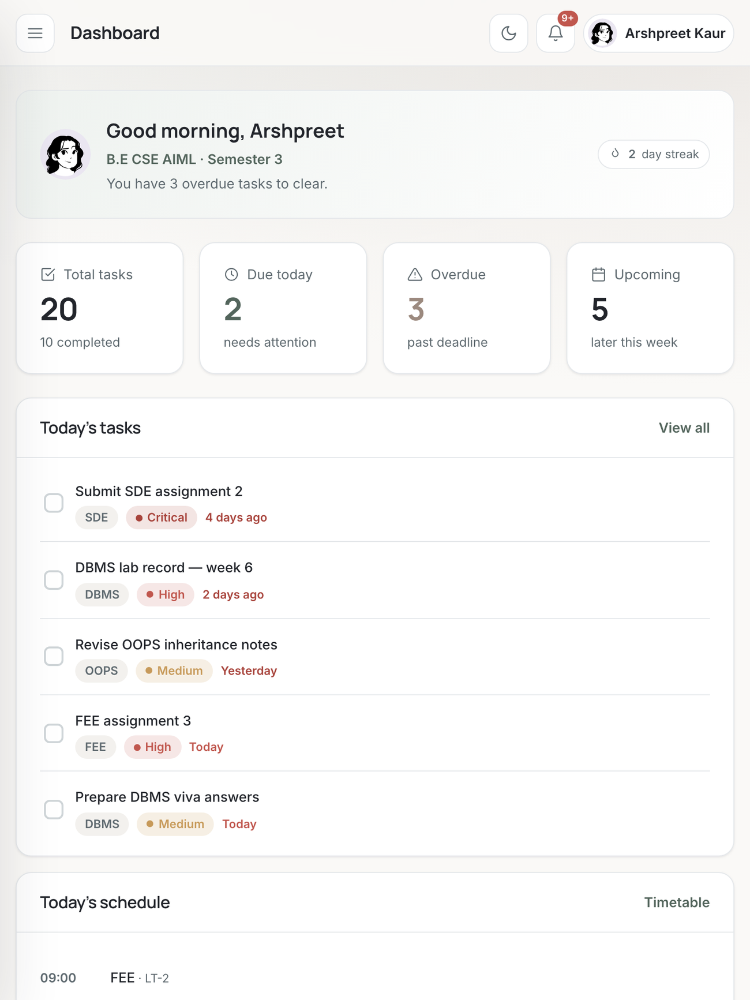 Dashboard
9+
Arshpreet Kaur
Good morning, Arshpreet
B.E CSE AIML · Semester 3
You have 3 overdue tasks to clear.
2 day streak
Total tasks
20
10 completed
Due today
2
needs attention
Overdue
3
past deadline
Upcoming
5
later this week
Today’s tasks
View all
Submit SDE assignment 2
SDE Critical 4 days ago
DBMS lab record — week 6
DBMS High 2 days ago
Revise OOPS inheritance notes
OOPS Medium Yesterday
FEE assignment 3
FEE High Today
Prepare DBMS viva answers
DBMS Medium Today
Today’s schedule
Timetable
09:00 FEE · LT-2